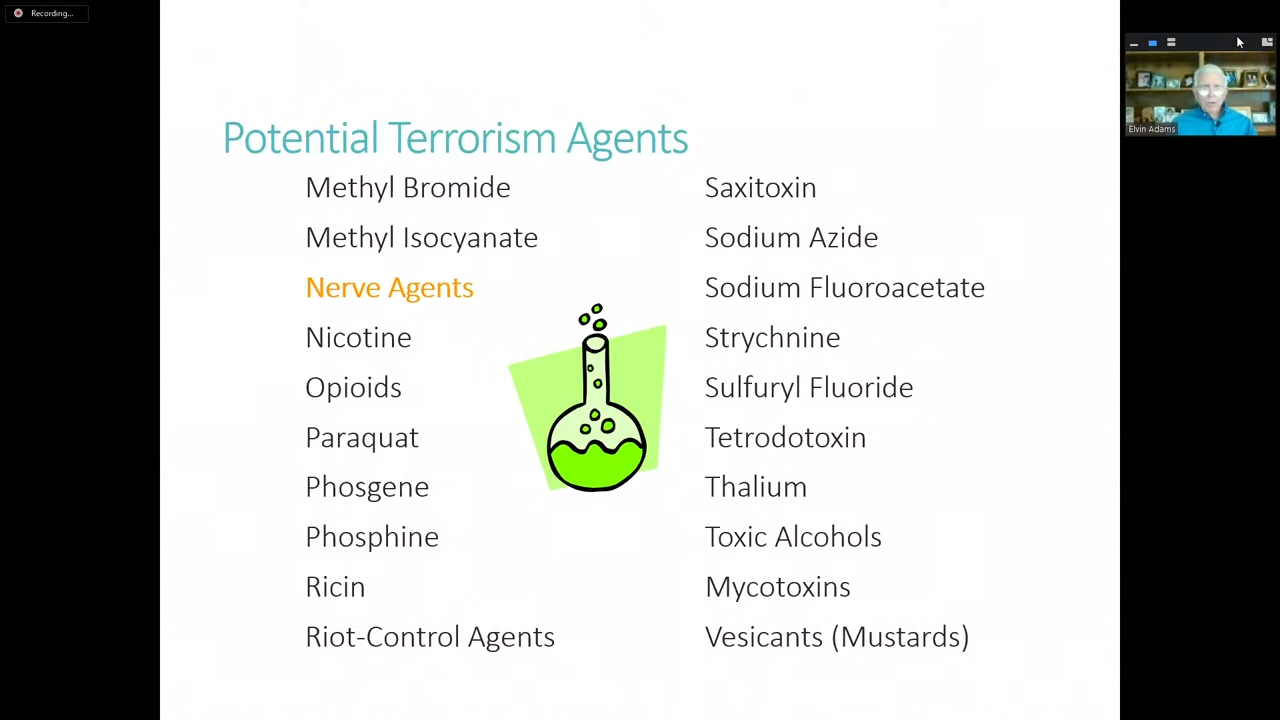 Recording...
Elvin Adams
Potential Terrorism Agents
Methyl Bromide
Methyl Isocyanate
Nerve Agents
Nicotine
Opioids
Paraquat
Phosgene
Phosphine
Ricin
Riot-Control Agents
Saxitoxin
Sodium Azide
Sodium Fluoroacetate
Strychnine
Sulfuryl Fluoride
Tetrodotoxin
Thalium
Toxic Alcohols
Mycotoxins
Vesicants (Mustards)